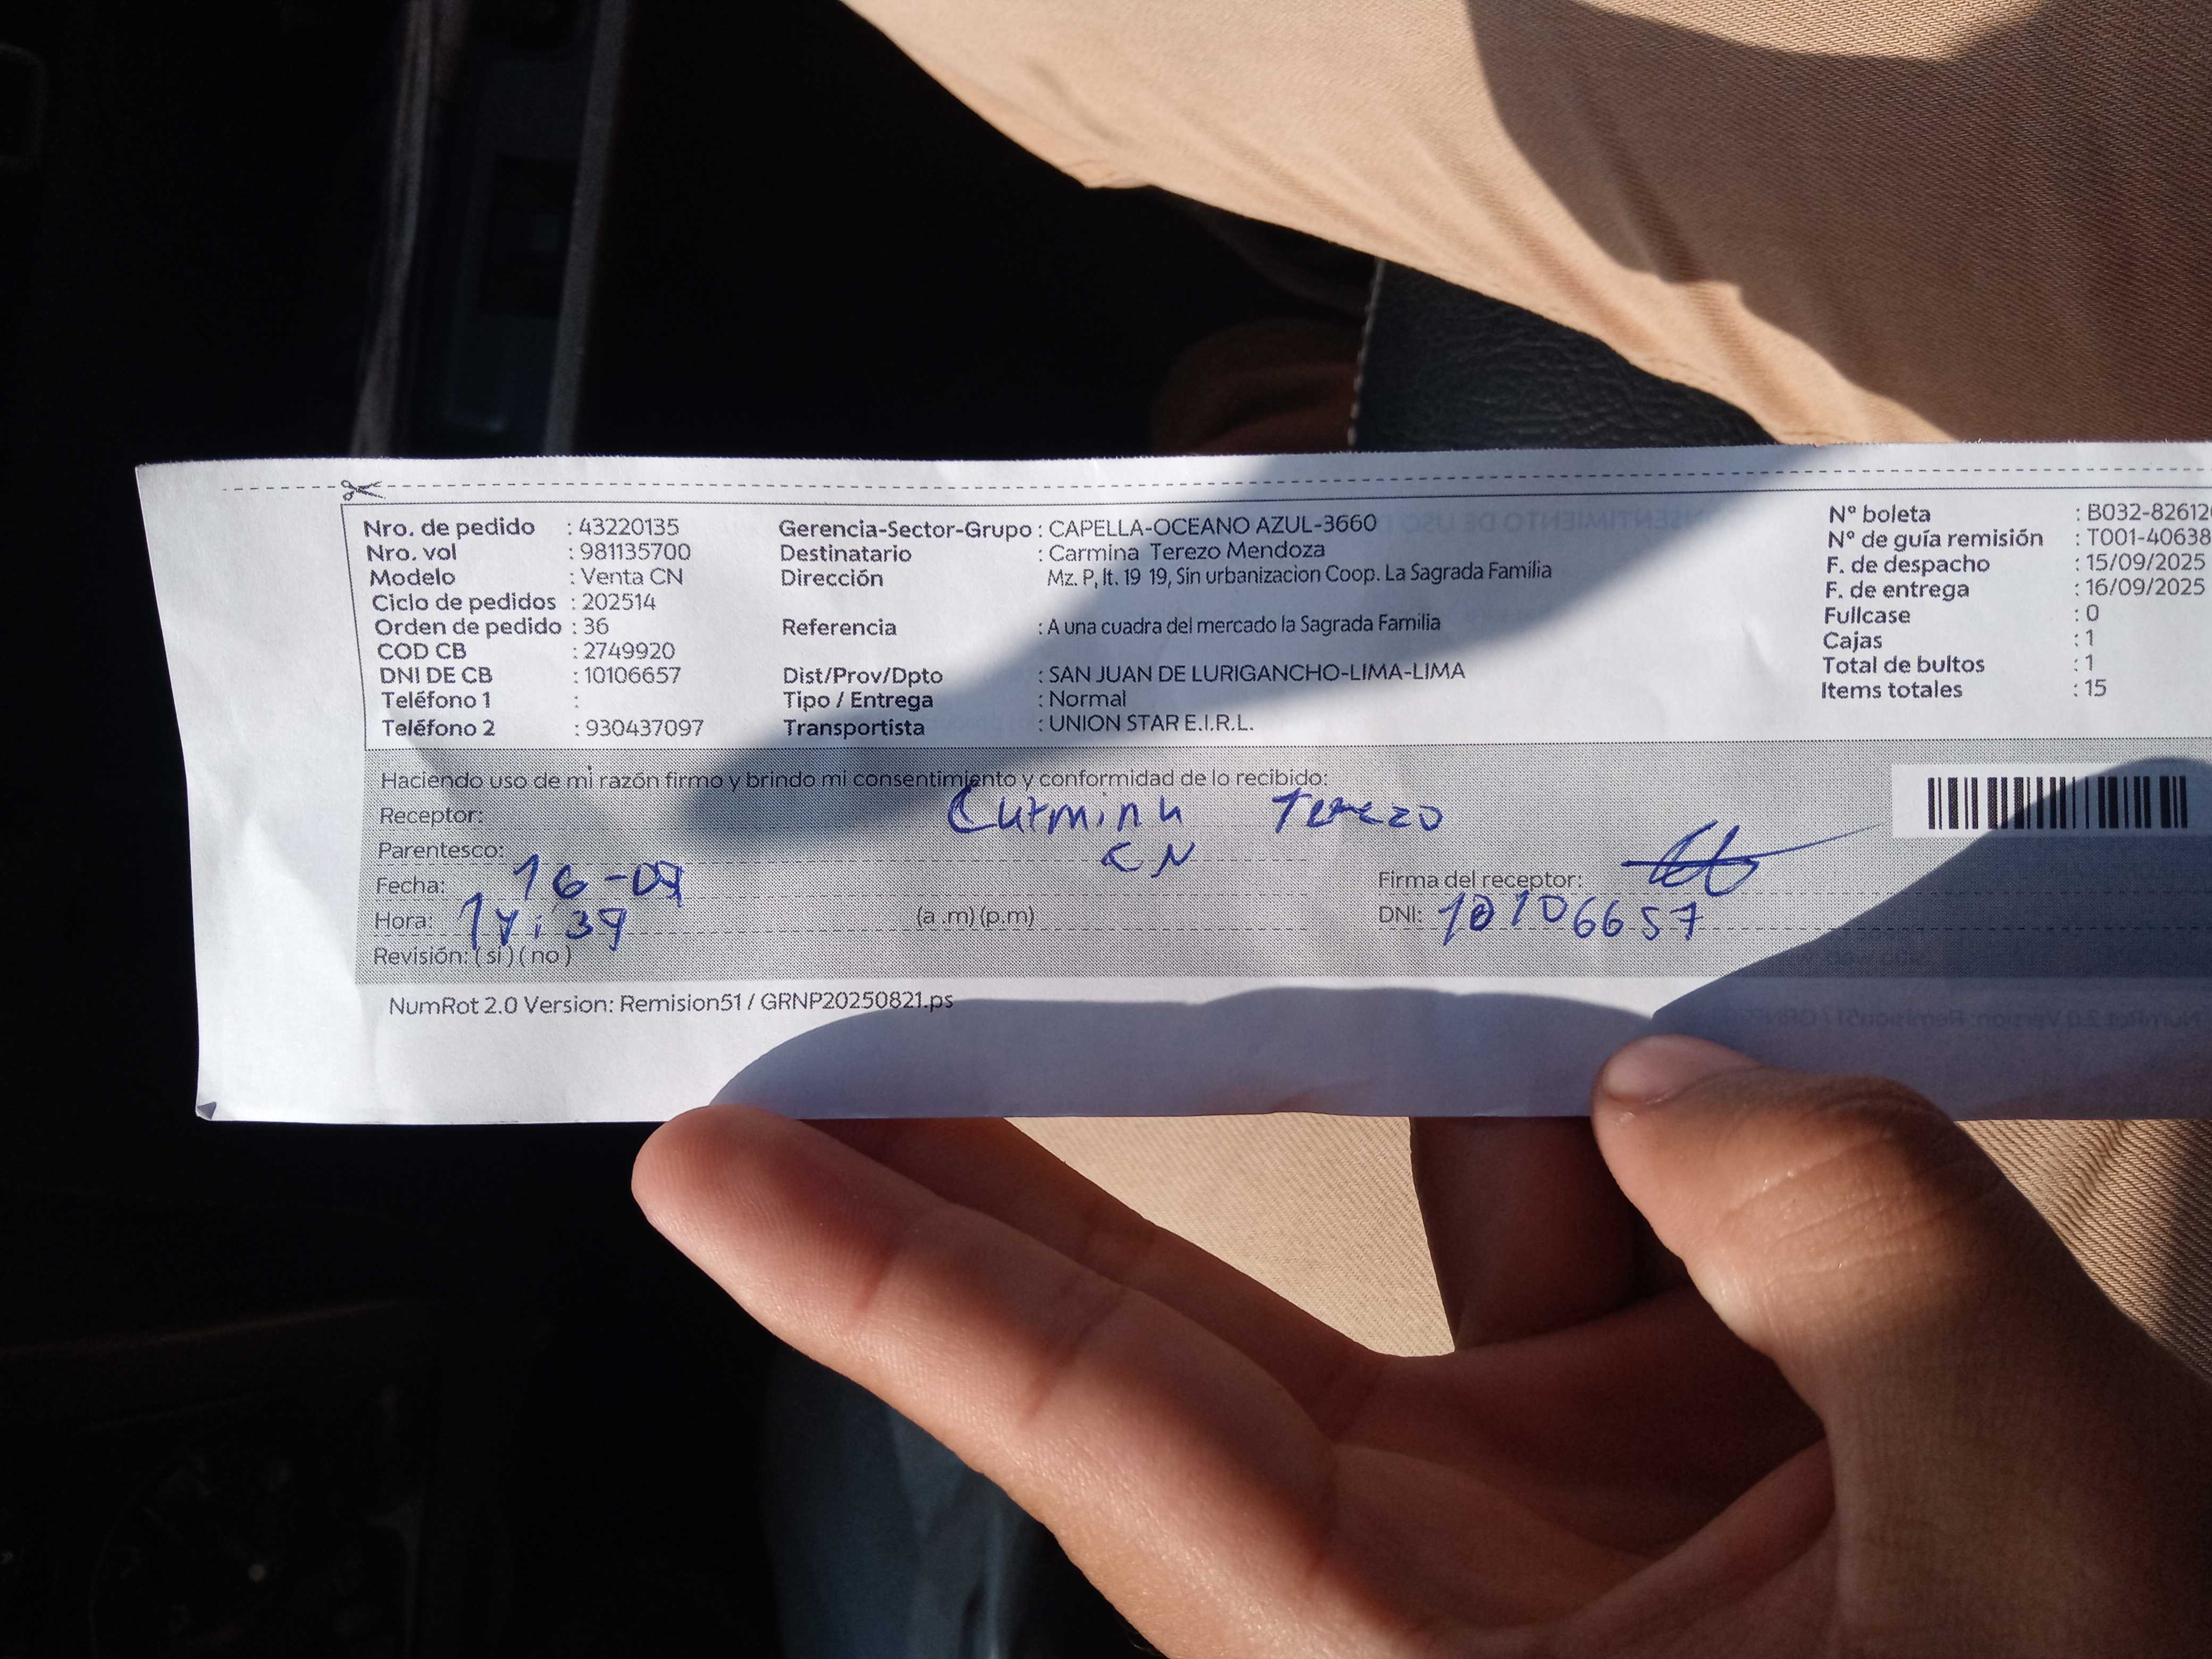 Nro. de pedido : 43220135
Nro. vol : 981135700
Modelo : Venta CN
Ciclo de pedidos : 202514
Orden de pedido : 36
COD CB : 2749920
DNI DE CB : 10106657
Teléfono 1 :
Teléfono 2 : 930437097
Gerencia-Sector-Grupo : CAPELLA-OCEANO AZUL-3660
Destinatario : Carmina Terezo Mendoza
Dirección Mz. P, lt. 19 19, Sin urbanizacion Coop. La Sagrada Familia
Referencia : A una cuadra del mercado la Sagrada Familia
Dist/Prov/Dpto : SAN JUAN DE LURIGANCHO-LIMA-LIMA
Tipo / Entrega : Normal
Transportista : UNION STAR E.I.R.L.
N° boleta : B032-82612
N° de guía remisión : T001-40638
F. de despacho : 15/09/2025
F. de entrega : 16/09/2025
Fullcase : 0
Cajas : 1
Total de bultos : 1
Items totales : 15
Haciendo uso de mi razón firmo y brindo mi consentimiento y conformidad de lo recibido:
Receptor: Carmina Terezo
Parentesco: CN
Fecha: 16-09
Firma del receptor:
Hora: 14:39 (a .m) (p.m)
DNI: 10106657
Revisión: ( si ) ( no )
NumRot 2.0 Version: Remision51 / GRNP20250821.ps